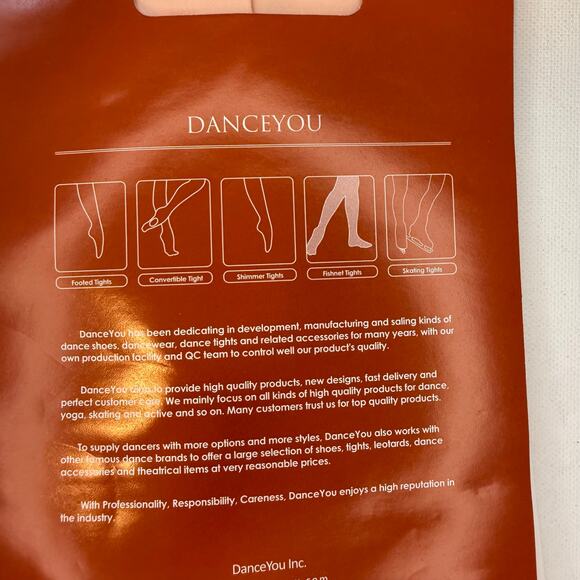 DANCEYOU
Footed Tights
Convertible Tight
Shimmer Tights
Fishnet Tights
Skating Tights
DanceYou has been dedicating in development, manufacturing and saling kinds of
dance shoes, dancewear, dance tights and related accessories for many years, with our
own production facility and QC team to control well our product's quality.
DanceYou aims to provide high quality products, new designs, fast delivery and
perfect customer care. We mainly focus on all kinds of high quality products for dance,
yoga, skating and active and so on. Many customers trust us for top quality products.
To supply dancers with more options and more styles, DanceYou also works with
other famous dance brands to offer a large selection of shoes, tights, leotards, dance
accessories and theatrical items at very reasonable prices.
With Professionality, Responsibility, Careness, DanceYou enjoys a high reputation in
the industry.
DanceYou Inc.